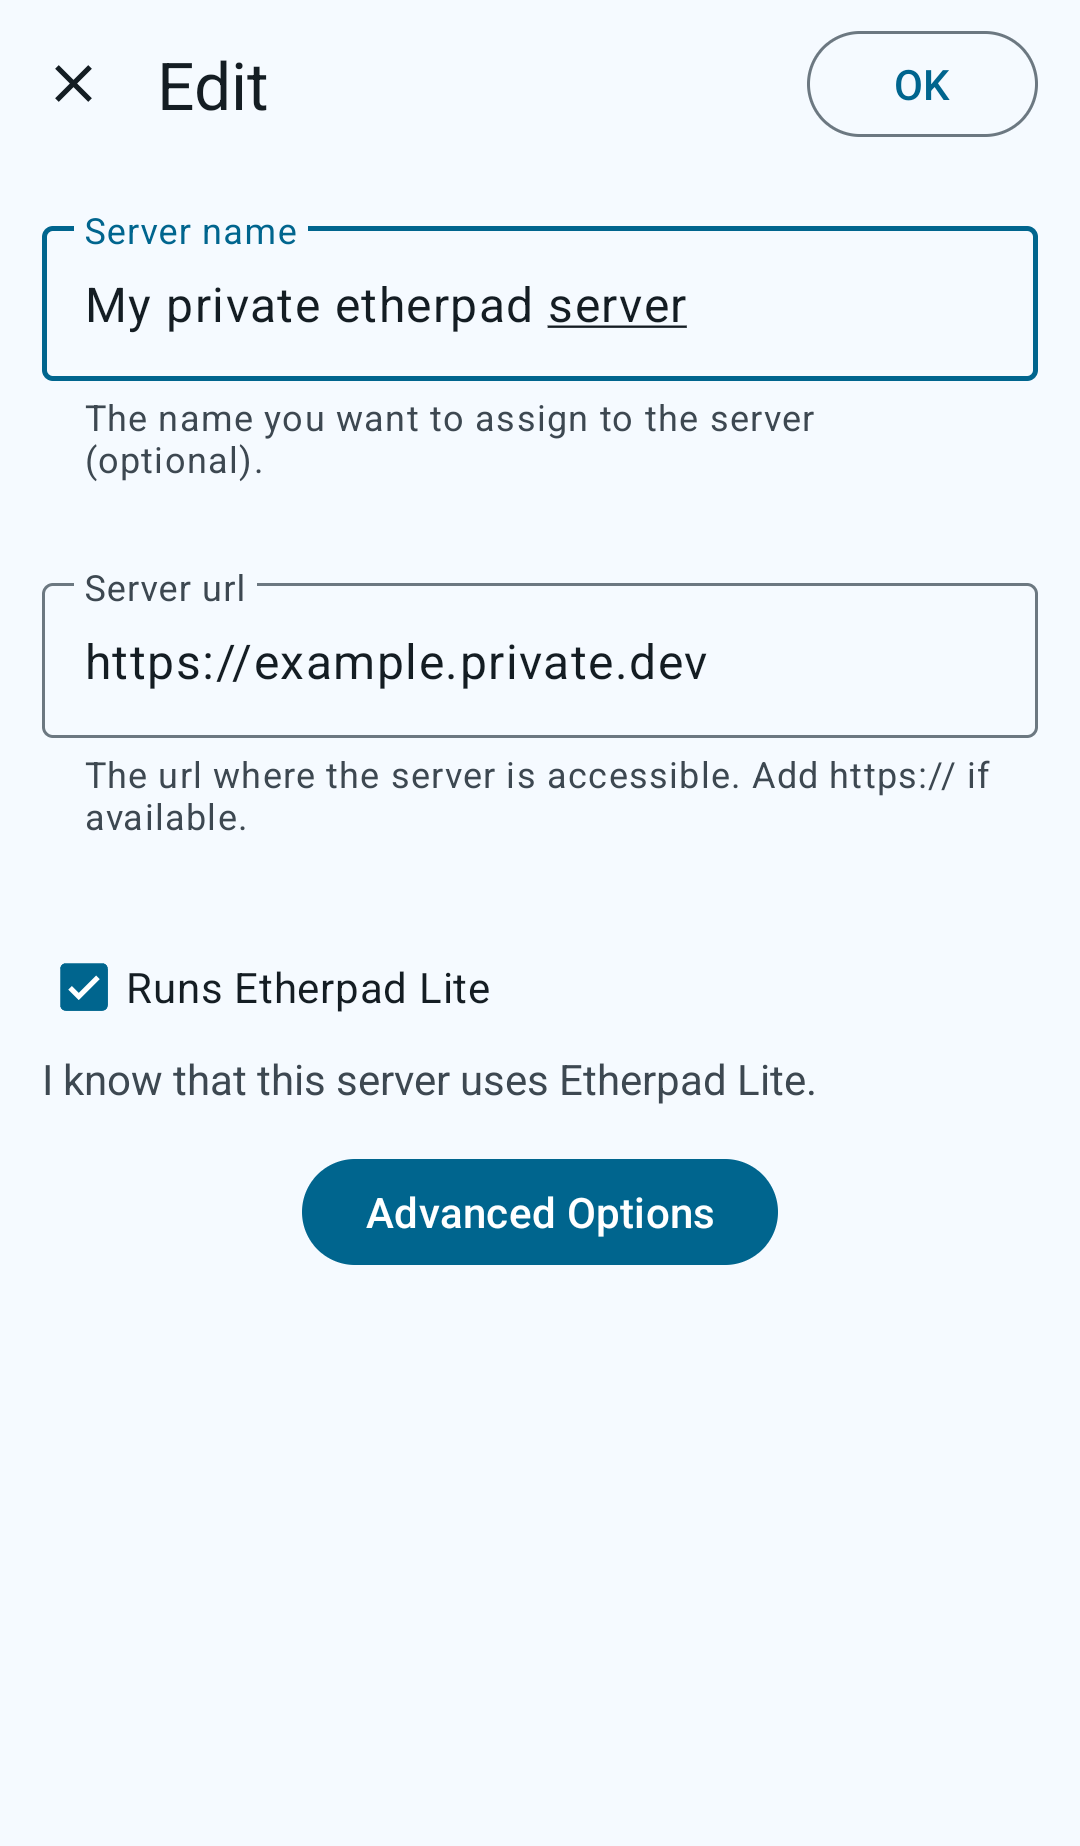 Edit
OK
Server name
My private etherpad server
The name you want to assign to the server
(optional).
Server url
https://example.private.dev
The url where the server is accessible. Add https:// if
available.
Runs Etherpad Lite
I know that this server uses Etherpad Lite.
Advanced Options